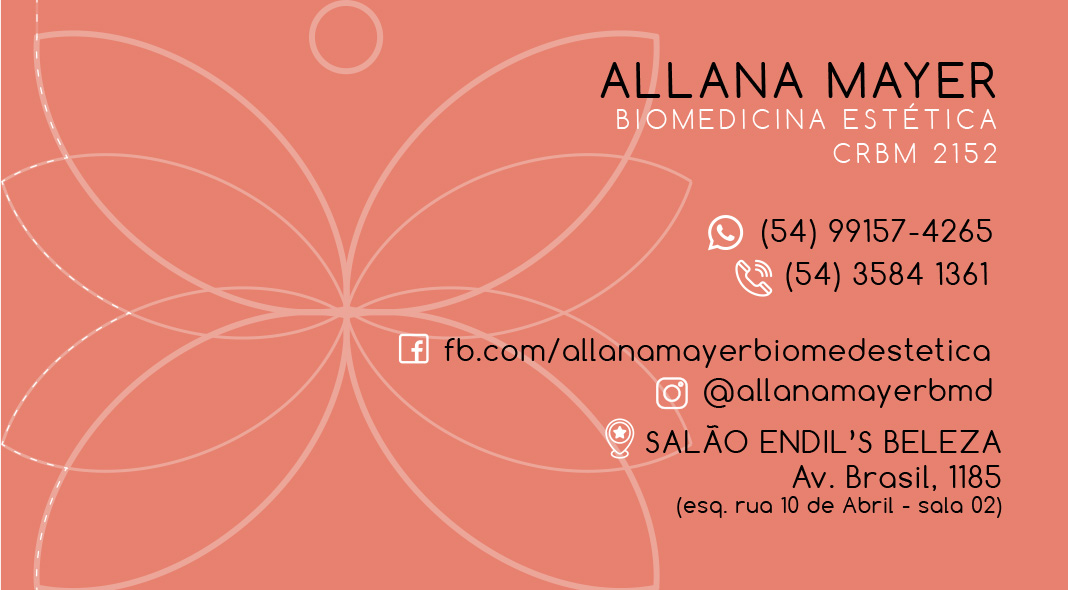 ALLANA MAYER
BIOMEDICINA ESTÉTICA
CRBM 2152
(54) 99157-4265
(54) 3584 1361
fb.com/allanamayerbiomedestetica
@allanamayerbmd
SALÃO ENDIL'S BELEZA
Av. Brasil, 1185
(esq. rua 10 de Abril - sala 02)